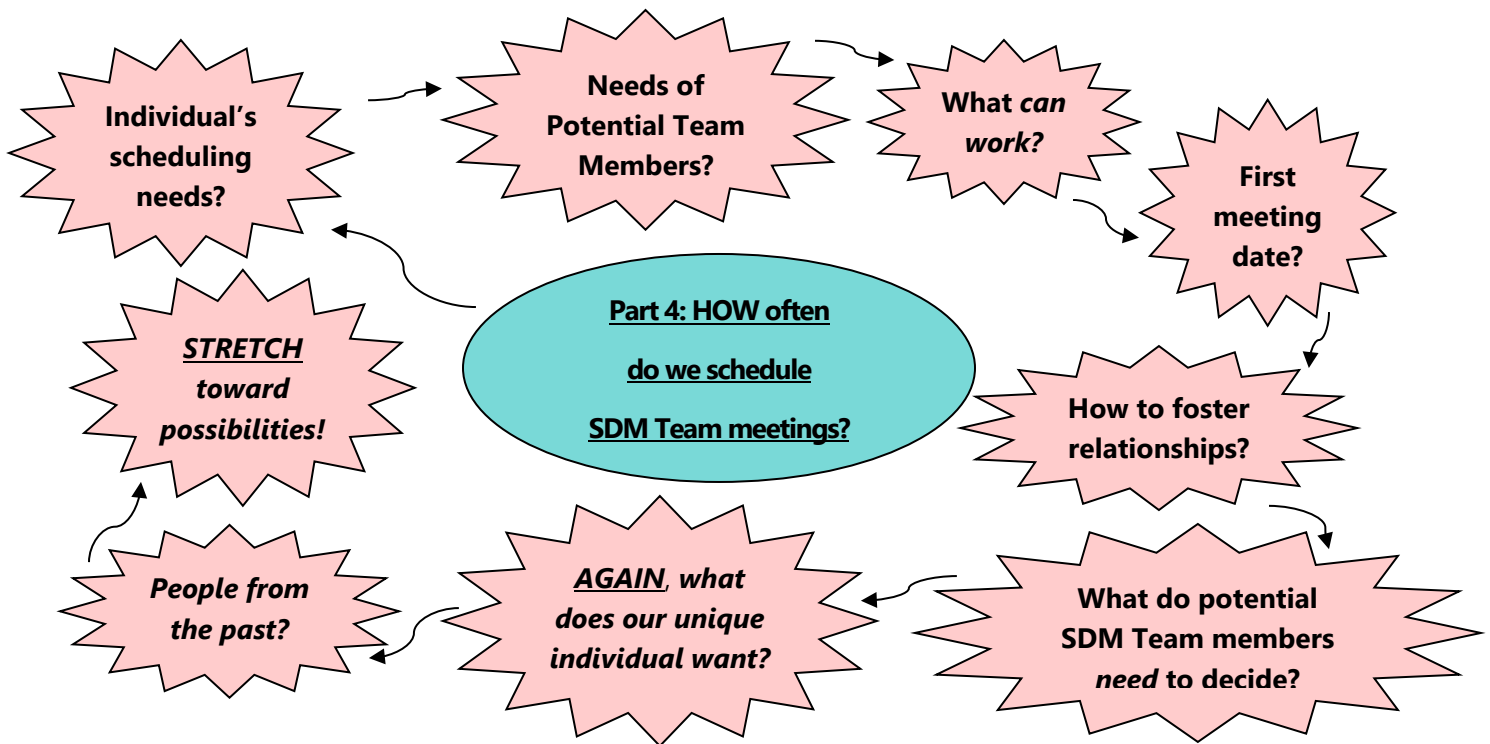 Part 4: HOW often
do we schedule
SDM Team meetings?
Individual's
scheduling
needs?
Needs of
Potential Team
Members?
What can
work?
First
meeting
date?
How to foster
relationships?
What do potential
SDM Team members
need to decide?
AGAIN, what
does our unique
individual want?
People from
the past?
STRETCH
toward
possibilities!